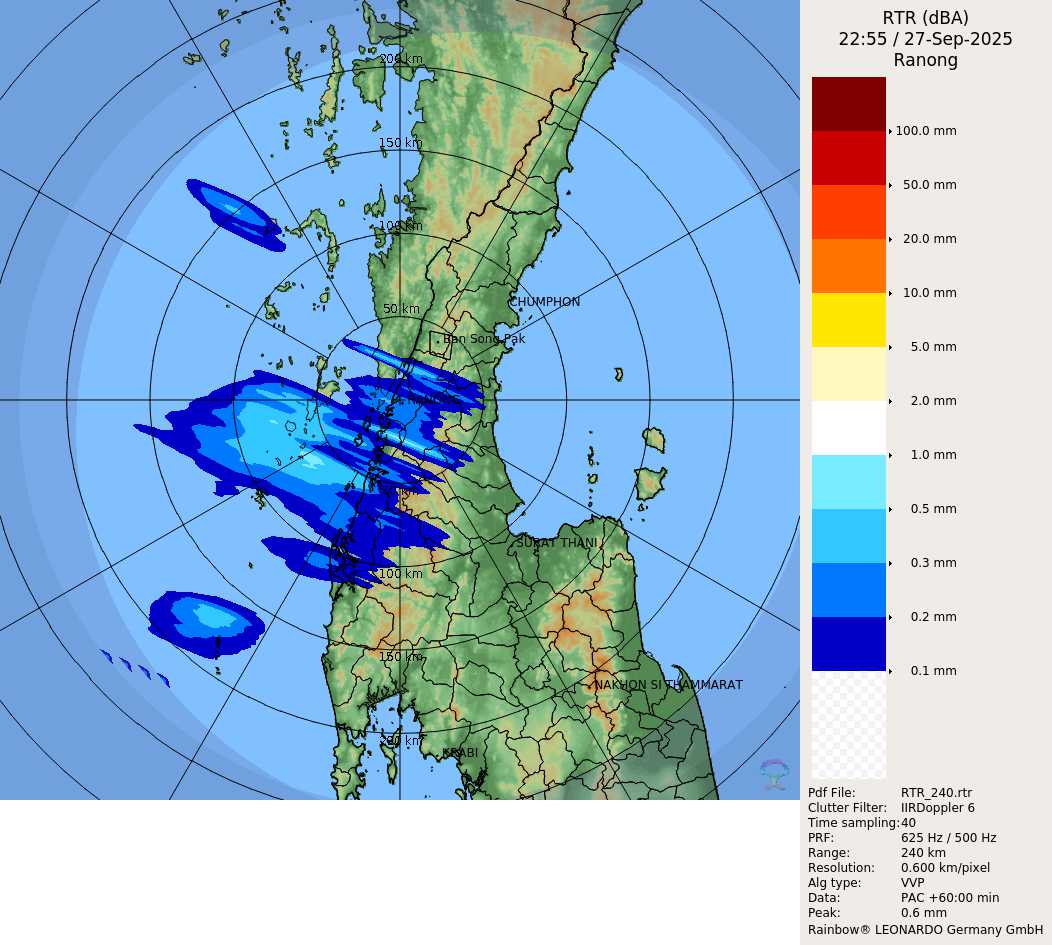 RTR (dBA)
22:55 / 27-Sep-2025
Ranong
100.0 mm
50.0 mm
20.0 mm
10.0 mm
5.0 mm
2.0 mm
1.0 mm
0.5 mm
0.3 mm
0.2 mm
0.1 mm
200 km
150 km
100 km
50 km
CHUMPHON
Ban Song Pak
RANONG
km
SURAT THANI
100 km
150 km
NAKHON SI THAMMARAT
200 km
KRABI
Pdf File: RTR_240.rtr
Clutter Filter: IIRDoppler 6
Time sampling:40
PRF: 625 Hz / 500 Hz
Range: 240 km
Resolution: 0.600 km/pixel
Alg type: VVP
Data: PAC +60:00 min
Peak: 0.6 mm
Rainbow® LEONARDO Germany GmbH